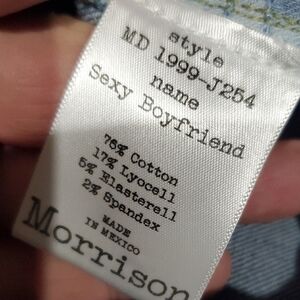 style
MD 1999-J254
name
Sexy Boyfriend
76% Cotton
17% Lyocell
5% Elasterell
2% Spandex
MADE
IN MEXICO
Morrison